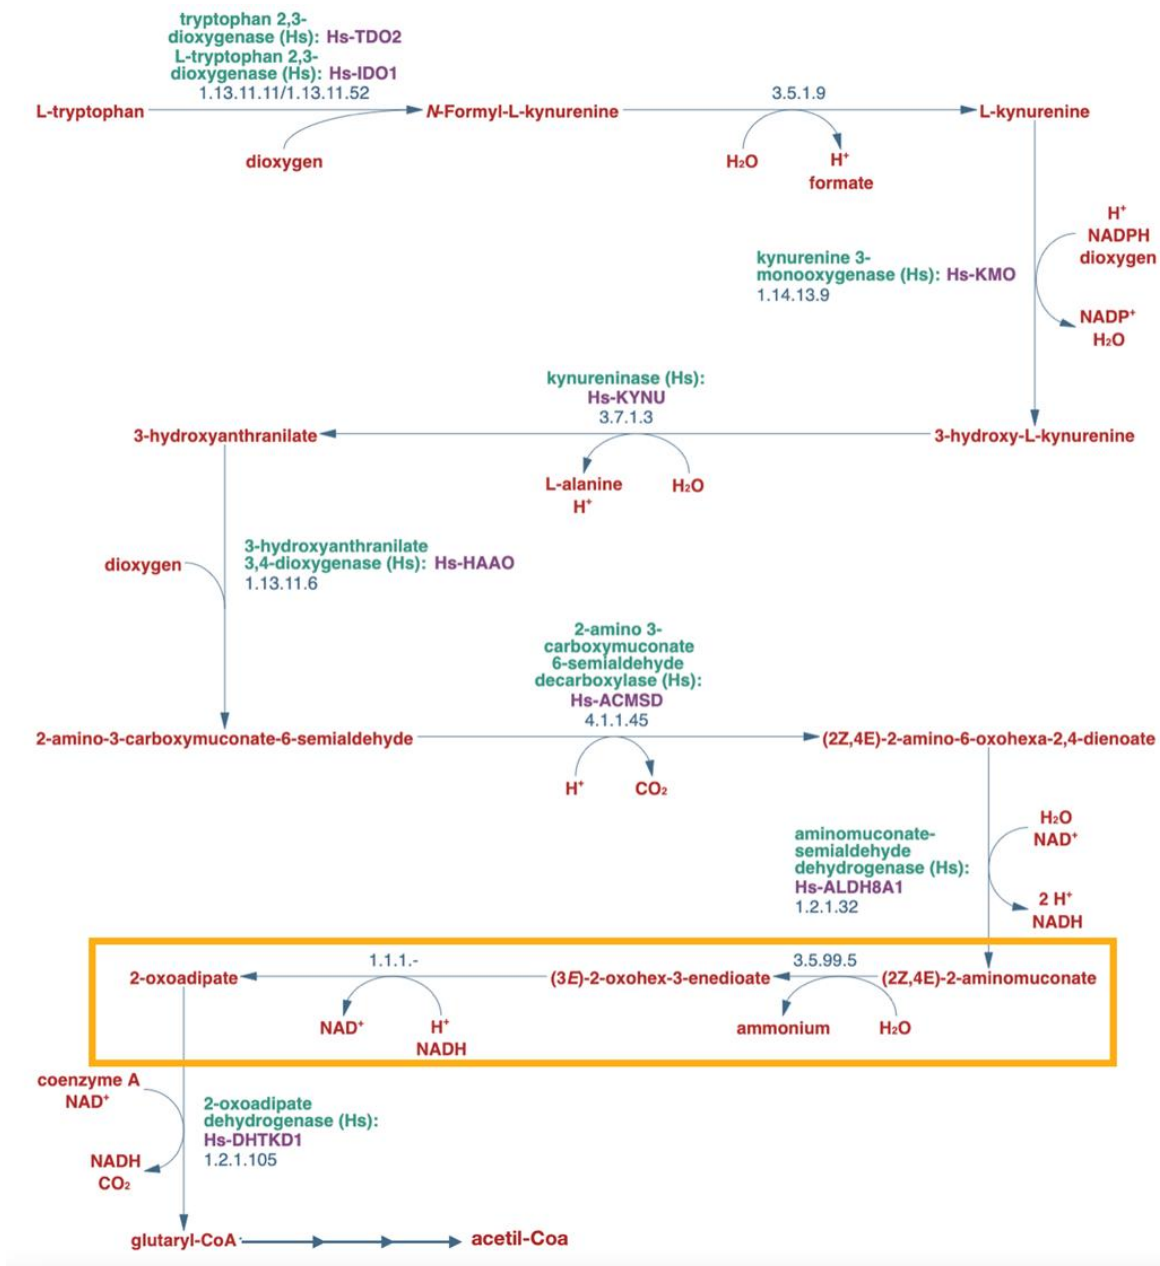 tryptophan 2,3-
dioxygenase (Hs): Hs-TDO2
L-tryptophan 2,3-
dioxygenase (Hs): Hs-IDO1
1.13.11.11/1.13.11.52
L-tryptophan
dioxygen
N-Formyl-L-kynurenine
3.5.1.9
H₂O
H⁺
formate
L-kynurenine
H⁺
NADPH
dioxygen
kynurenine 3-
monooxygenase (Hs): Hs-KMO
1.14.13.9
NADP⁺
H₂O
kynureninase (Hs):
Hs-KYNU
3.7.1.3
3-hydroxyanthranilate
3-hydroxy-L-kynurenine
L-alanine
H⁺
H₂O
dioxygen
3-hydroxyanthranilate
3,4-dioxygenase (Hs): Hs-HAAO
1.13.11.6
2-amino 3-
carboxymuconate
6-semialdehyde
decarboxylase (Hs):
Hs-ACMSD
4.1.1.45
2-amino-3-carboxymuconate-6-semialdehyde
(2Z,4E)-2-amino-6-oxohexa-2,4-dienoate
H⁺
CO₂
H₂O
NAD⁺
aminomuconate-
semialdehyde
dehydrogenase (Hs):
Hs-ALDH8A1
1.2.1.32
2 H⁺
NADH
1.1.1.-
3.5.99.5
2-oxoadipate
(3E)-2-oxohex-3-enedioate
(2Z,4E)-2-aminomuconate
NAD⁺
H⁺
NADH
ammonium
H₂O
coenzyme A
NAD⁺
2-oxoadipate
dehydrogenase (Hs):
Hs-DHTKD1
1.2.1.105
NADH
CO₂
glutaryl-CoA
acetil-Coa